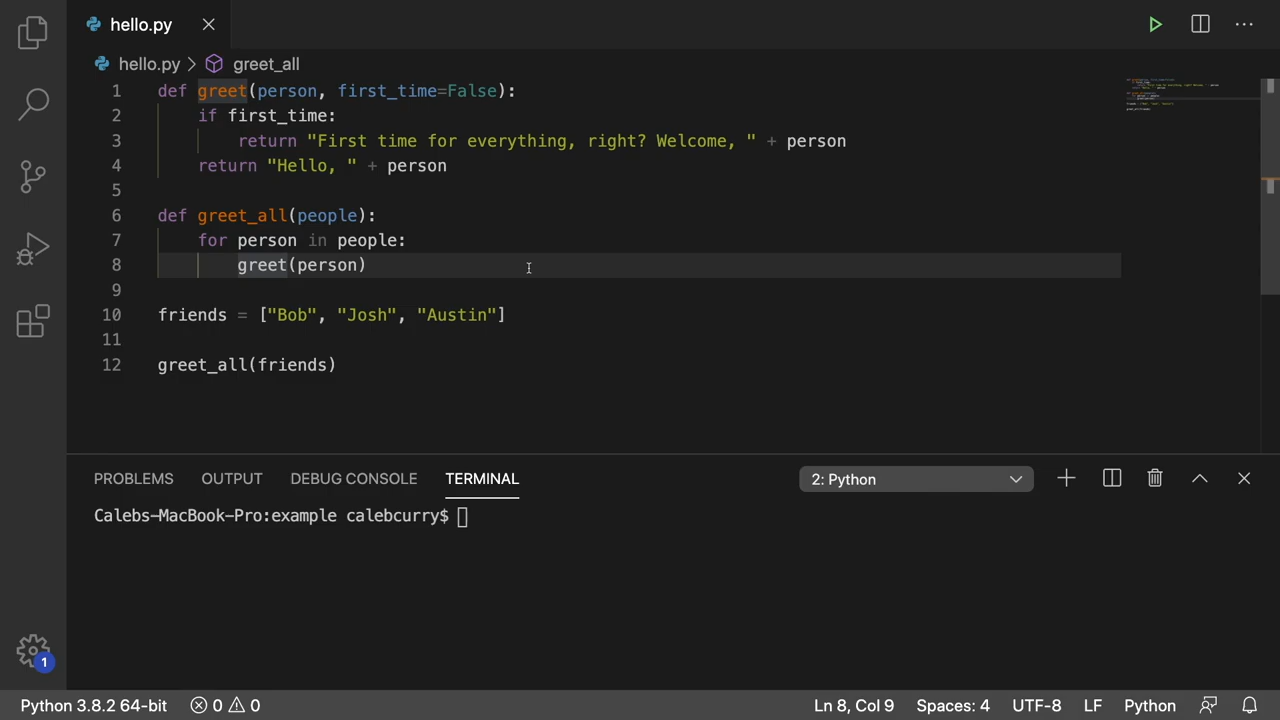 hello.py
hello.py > greet_all
1 def greet(person, first_time=False):
2     if first_time:
3         return "First time for everything, right? Welcome, " + person
4     return "Hello, " + person
5
6 def greet_all(people):
7     for person in people:
8         greet(person)
9
10 friends = ["Bob", "Josh", "Austin"]
11
12 greet_all(friends)
PROBLEMS OUTPUT DEBUG CONSOLE TERMINAL 2: Python
Calebs-MacBook-Pro:example calebcurry$
1
Python 3.8.2 64-bit 0 0 Ln 8, Col 9 Spaces: 4 UTF-8 LF Python